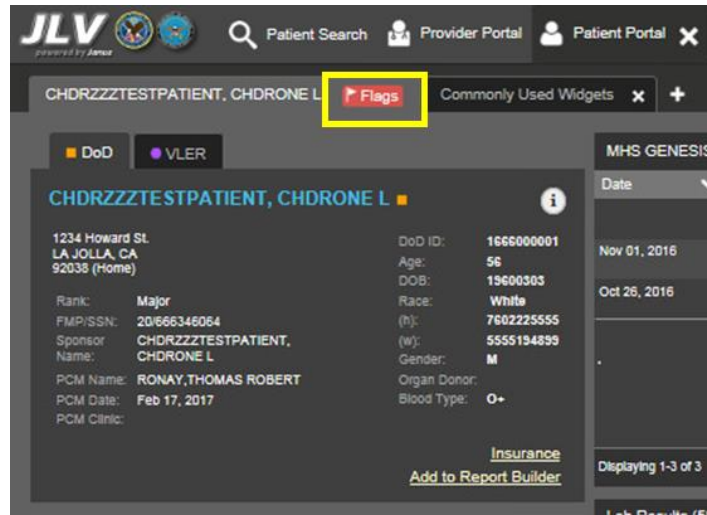 JLV
powered by Janus
Patient Search
Provider Portal
Patient Portal
CHDRZZZTESTPATIENT, CHDRONE L
Flags
Commonly Used Widgets x +
DoD
VLER
CHDRZZZTESTPATIENT, CHDRONE L
1234 Howard St.
LA JOLLA, CA
92038 (Home)
Rank: Major
FMP/SSN: 20/666346064
Sponsor Name: CHDRZZZTESTPATIENT, CHDRONE L
PCM Name: RONAY,THOMAS ROBERT
PCM Date: Feb 17, 2017
PCM Clinic:
DoD ID: 1666000001
Age: 56
DOB: 19600303
Race: White
(h): 7602225555
(w): 5555194899
Gender: M
Organ Donor:
Blood Type: O+
Insurance
Add to Report Builder
MHS GENESIS
Date
Nov 01, 2016
Oct 26, 2016
Displaying 1-3 of 3